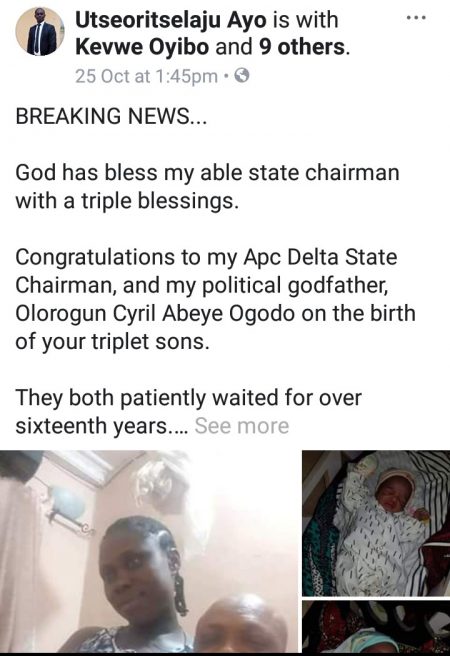 Utseoritselaju Ayo is with
Kevwe Oyibo and 9 others.
25 Oct at 1:45pm •
BREAKING NEWS...
God has bless my able state chairman
with a triple blessings.
Congratulations to my Apc Delta State
Chairman, and my political godfather,
Olorogun Cyril Abeye Ogodo on the birth
of your triplet sons.
They both patiently waited for over
sixteenth years.... See more